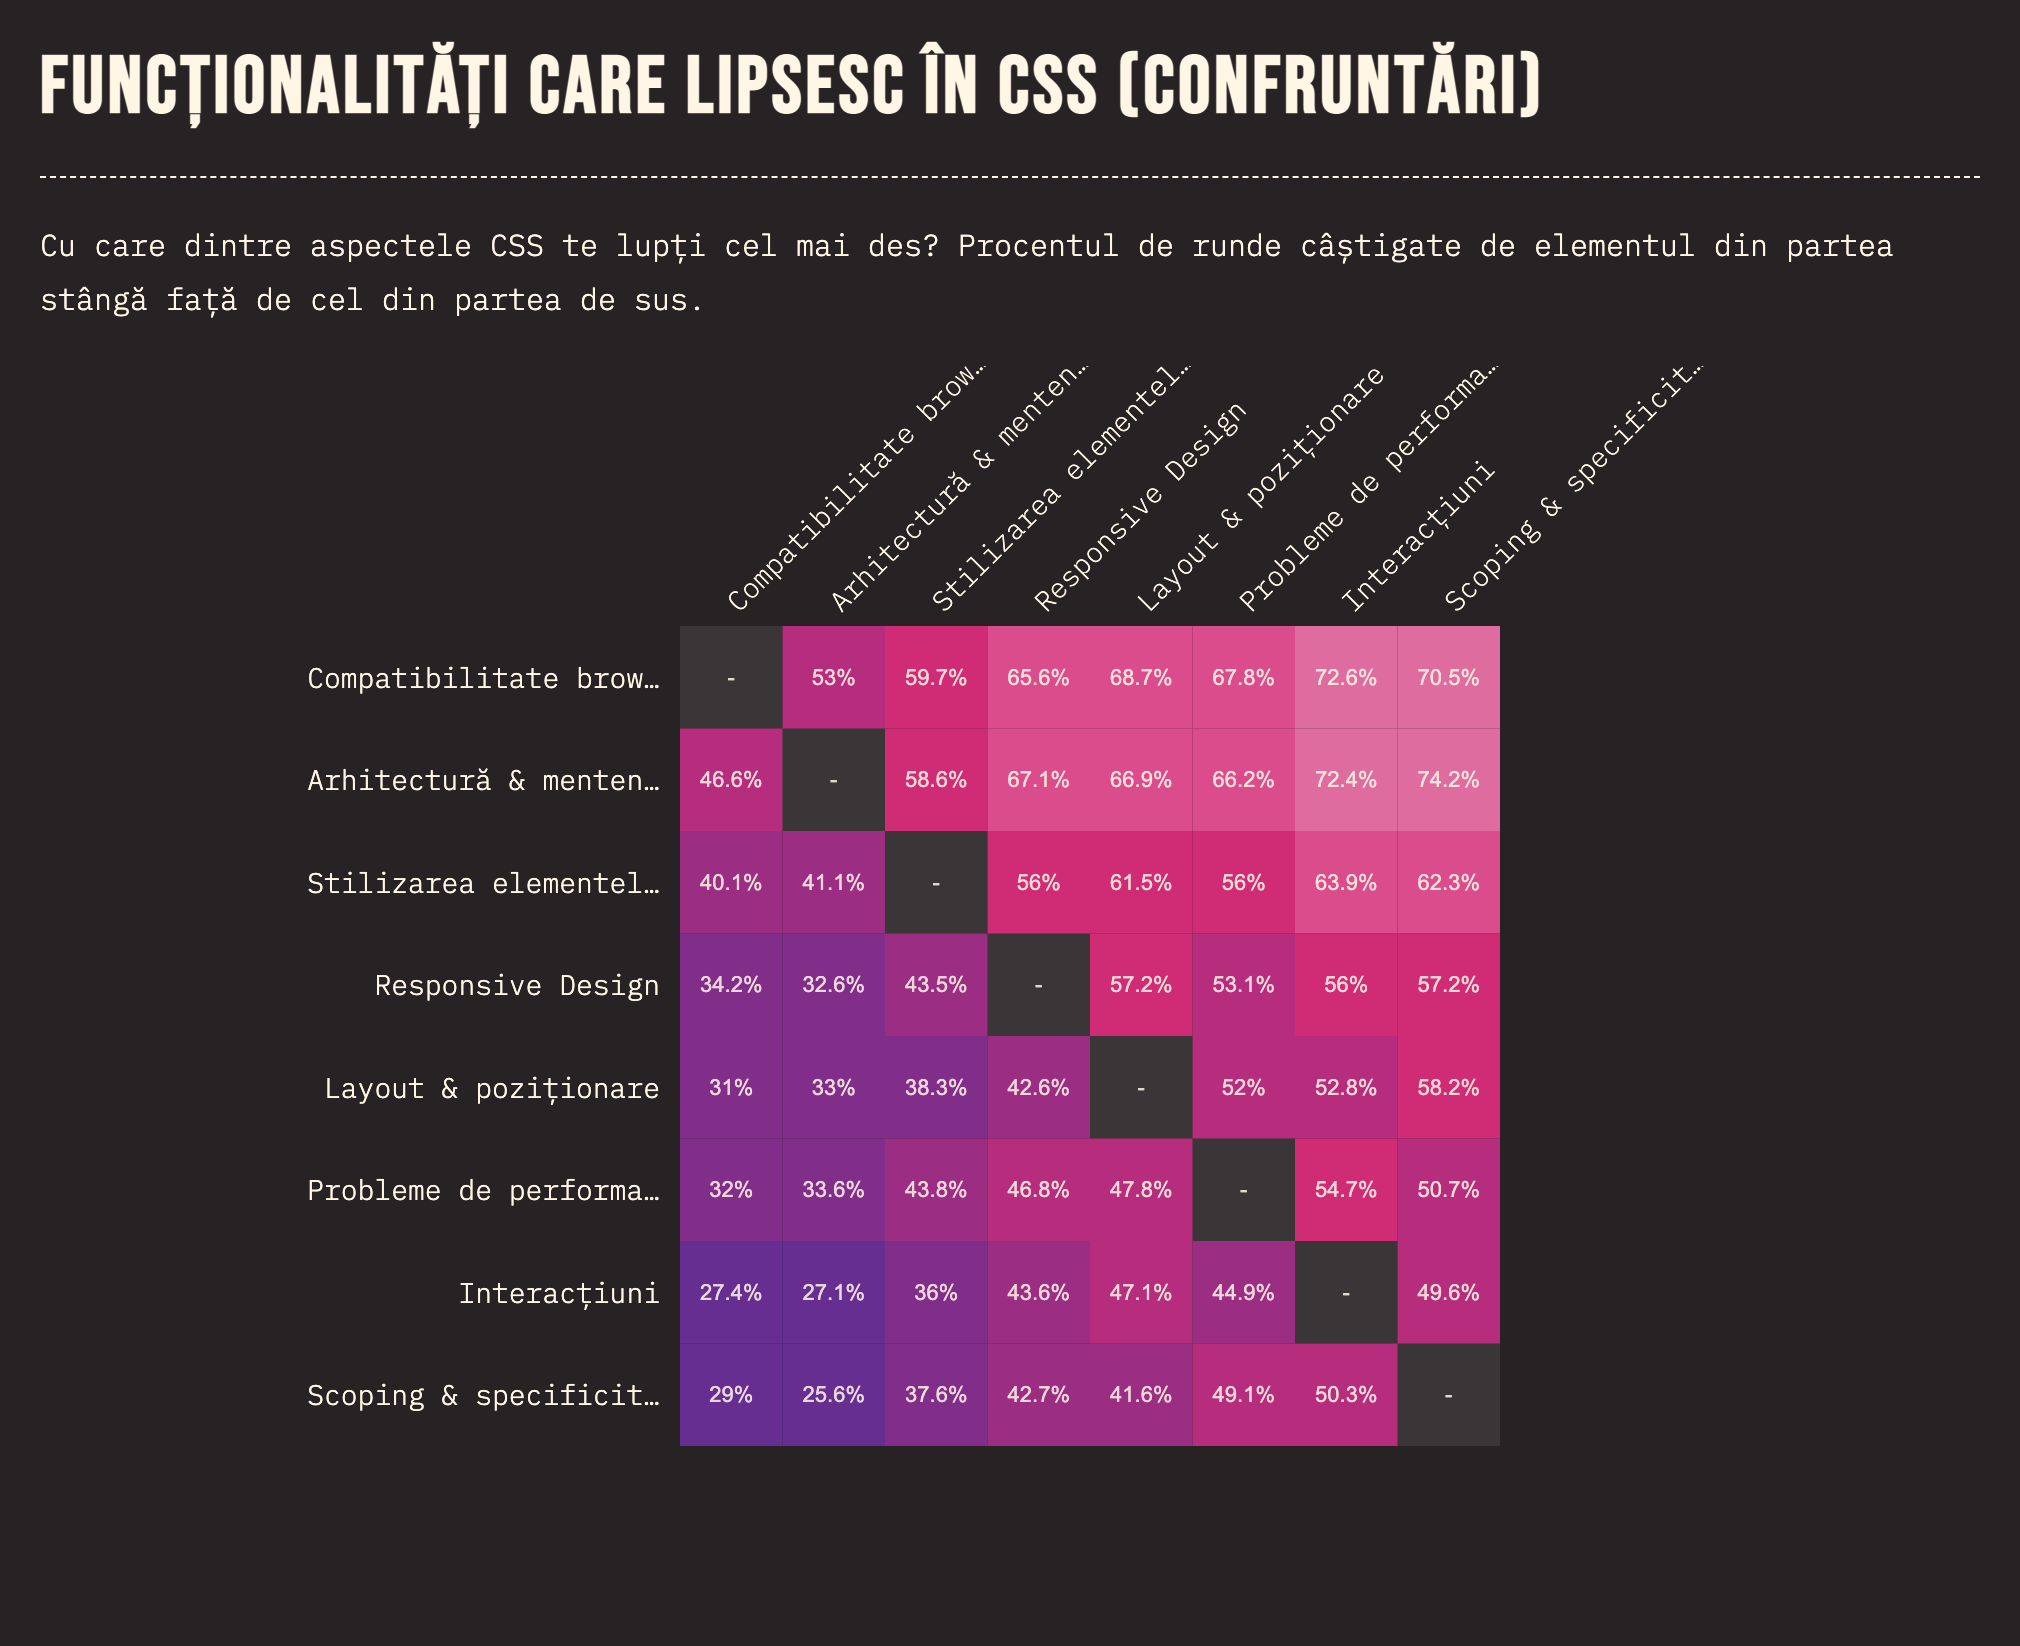 FUNCȚIONALITĂȚI CARE LIPSESC ÎN CSS (CONFRUNTĂRI)
Cu care dintre aspectele CSS te lupți cel mai des? Procentul de runde câștigate de elementul din partea
stângă față de cel din partea de sus.
Compatibilitate brow…
Arhitectură & menten…
Stilizarea elementel…
Responsive Design
Layout & poziționare
Probleme de performa…
Interacțiuni
Scoping & specificit…
Compatibilitate brow… - 53% 59.7% 65.6% 68.7% 67.8% 72.6% 70.5%
Arhitectură & menten… 46.6% - 58.6% 67.1% 66.9% 66.2% 72.4% 74.2%
Stilizarea elementel… 40.1% 41.1% - 56% 61.5% 56% 63.9% 62.3%
Responsive Design 34.2% 32.6% 43.5% - 57.2% 53.1% 56% 57.2%
Layout & poziționare 31% 33% 38.3% 42.6% - 52% 52.8% 58.2%
Probleme de performa… 32% 33.6% 43.8% 46.8% 47.8% - 54.7% 50.7%
Interacțiuni 27.4% 27.1% 36% 43.6% 47.1% 44.9% - 49.6%
Scoping & specificit… 29% 25.6% 37.6% 42.7% 41.6% 49.1% 50.3% -